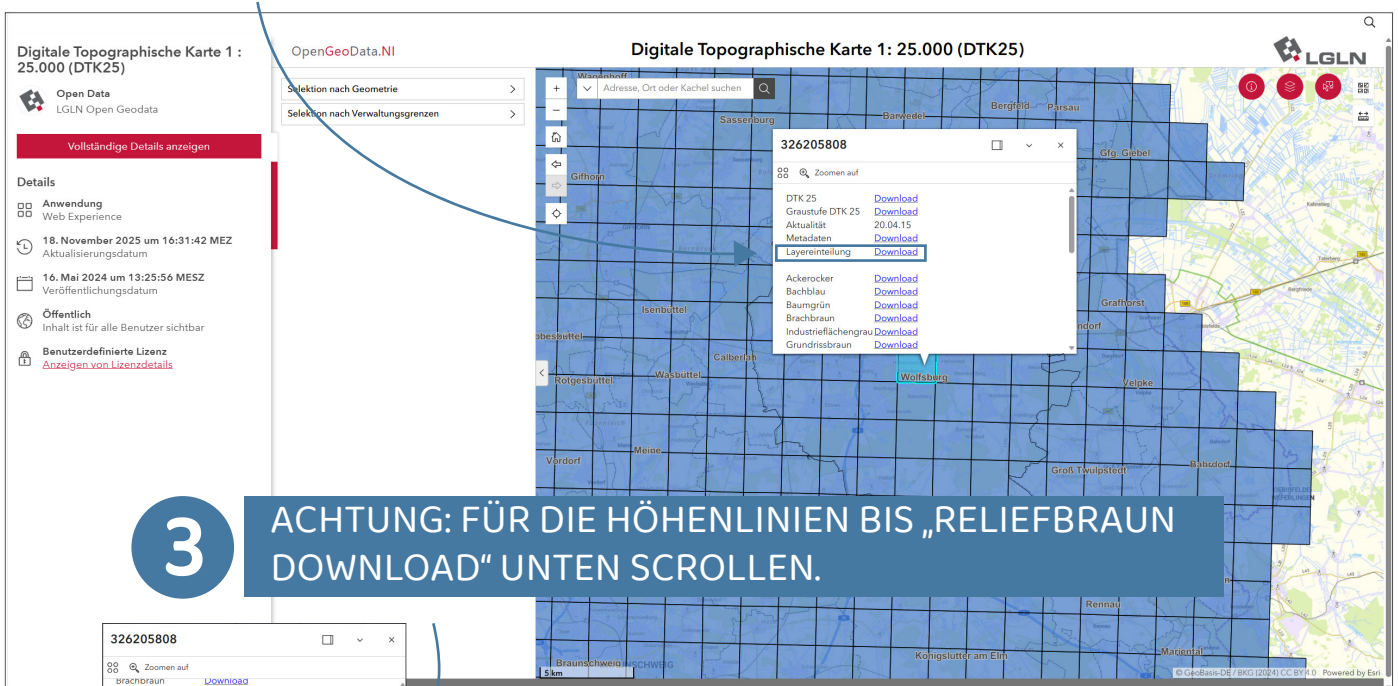 Digitale Topographische Karte 1 :
25.000 (DTK25)
Open Data
LGLN Open Geodata
Vollständige Details anzeigen
Details
Anwendung
Web Experience
18. November 2025 um 16:31:42 MEZ
Aktualisierungsdatum
16. Mai 2024 um 13:25:56 MESZ
Veröffentlichungsdatum
Öffentlich
Inhalt ist für alle Benutzer sichtbar
Benutzerdefinierte Lizenz
Anzeigen von Lizenzdetails
OpenGeoData.NI
Digitale Topographische Karte 1: 25.000 (DTK25)
LGLN
Selektion nach Geometrie
Selektion nach Verwaltungsgrenzen
Adresse, Ort oder Kachel suchen
Wagenhoff
Sassenburg
Barwedel
Bergfeld
Parsau
Gfg. Giebel
Gifhorn
326205808
Zoomen auf
DTK 25 Download
Graustufe DTK 25 Download
Aktualität 20.04.15
Metadaten Download
Layereinteilung Download
Ackerocker Download
Bachblau Download
Baumgrün Download
Brachbraun Download
Industrieflächengrau Download
Grundrissbraun Download
Isenbüttel
Grafhorst
Calberlah
Wolfsburg
Rötgesbüttel
Wasbüttel
Velpke
Meine
Vordorf
Groß Twülpstedt
Bahrdorf
3
ACHTUNG: FÜR DIE HÖHENLINIEN BIS „RELIEFBRAUN
DOWNLOAD“ UNTEN SCROLLEN.
Rennau
Königslutter am Elm
Mariental
Braunschweig
5 km
© GeoBasis-DE / BKG (2024) CC BY 4.0
Powered by Esri
326205808
Zoomen auf
Brachbraun Download